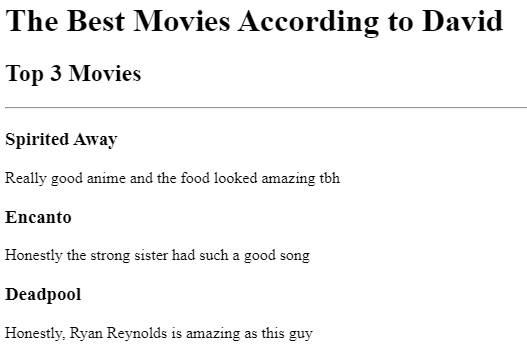 The Best Movies According to David
Top 3 Movies
Spirited Away
Really good anime and the food looked amazing tbh
Encanto
Honestly the strong sister had such a good song
Deadpool
Honestly, Ryan Reynolds is amazing as this guy